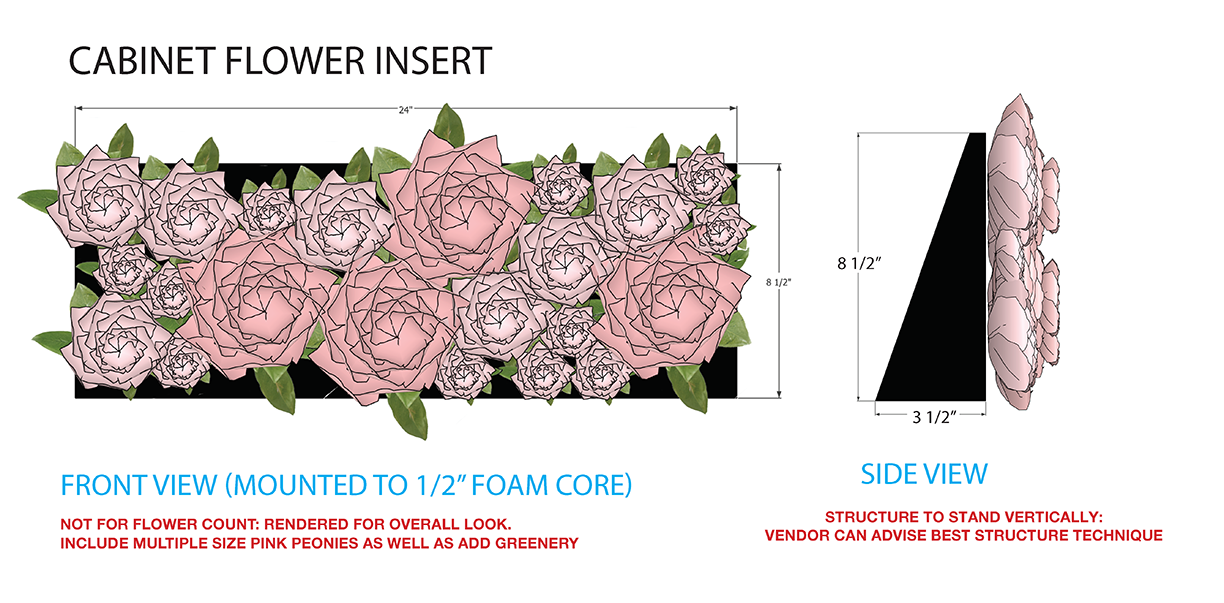 CABINET FLOWER INSERT
24"
8 1/2"
8 1/2”
3 1/2”
FRONT VIEW (MOUNTED TO 1/2” FOAM CORE)
NOT FOR FLOWER COUNT: RENDERED FOR OVERALL LOOK.
INCLUDE MULTIPLE SIZE PINK PEONIES AS WELL AS ADD GREENERY
SIDE VIEW
STRUCTURE TO STAND VERTICALLY:
VENDOR CAN ADVISE BEST STRUCTURE TECHNIQUE